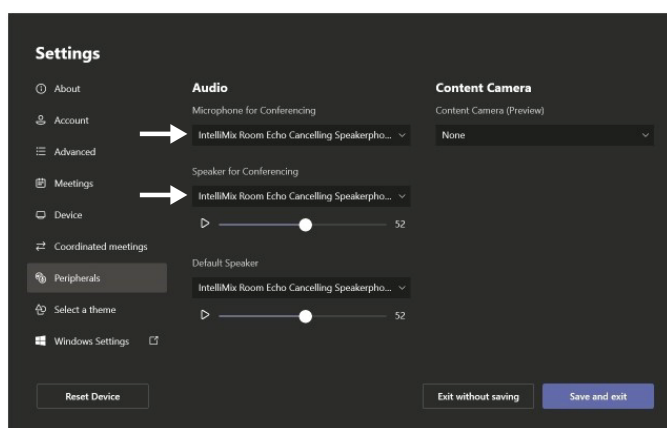 Settings
About
Account
Advanced
Meetings
Device
Coordinated meetings
Peripherals
Select a theme
Windows Settings
Audio
Microphone for Conferencing
IntelliMix Room Echo Cancelling Speakerpho...
Speaker for Conferencing
IntelliMix Room Echo Cancelling Speakerpho...
52
Default Speaker
IntelliMix Room Echo Cancelling Speakerpho...
52
Content Camera
Content Camera (Preview)
None
Reset Device
Exit without saving
Save and exit